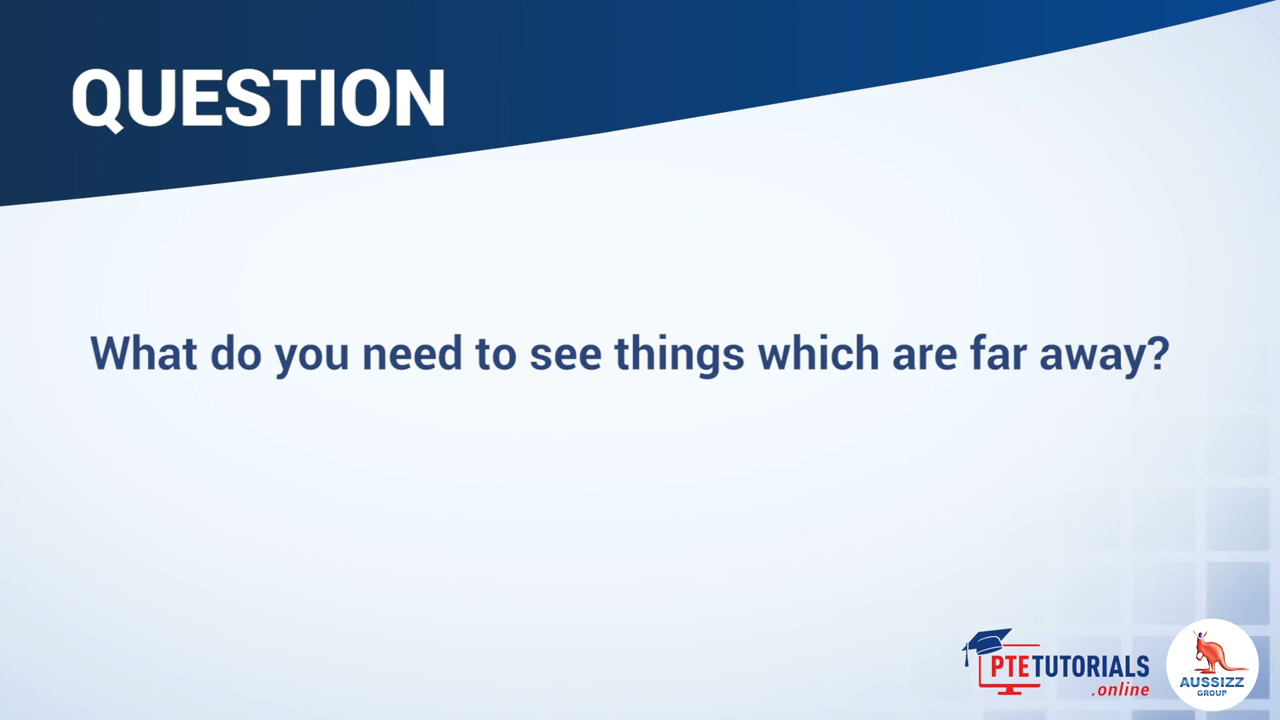 QUESTION
What do you need to see things which are far away?
PTETUTORIALS
.online
AUSSIZZ
GROUP